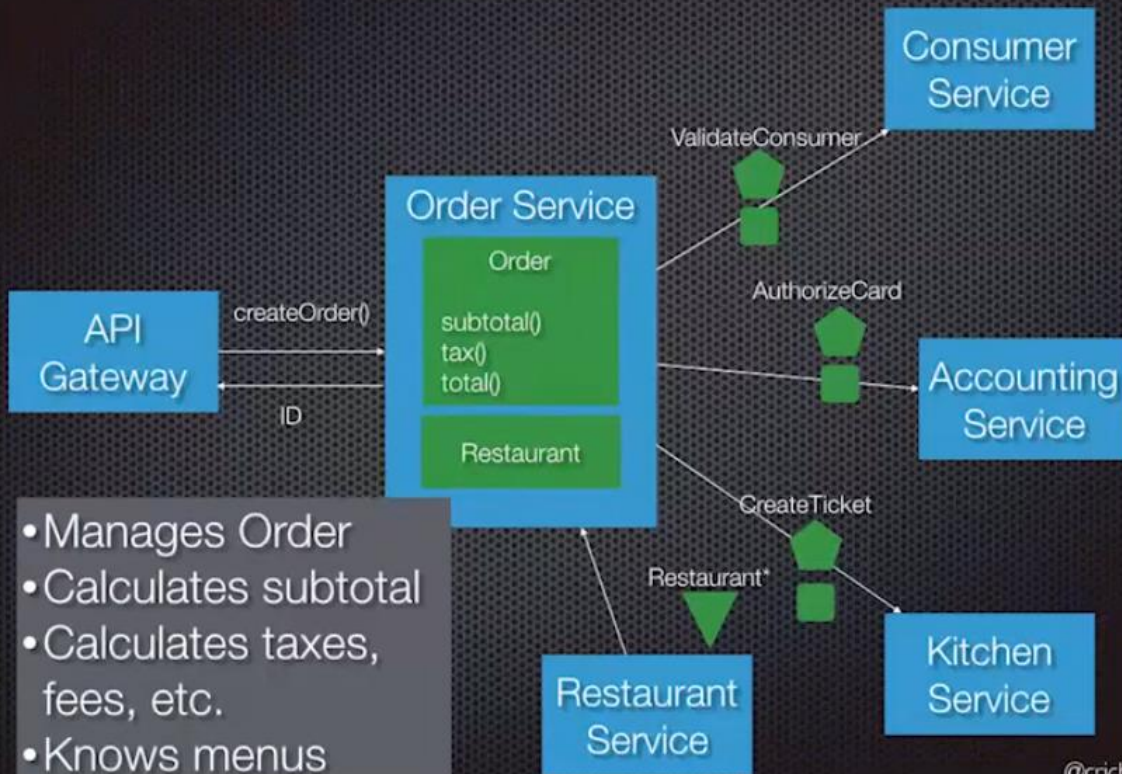 Consumer
Service
ValidateConsumer
Order Service
Order
subtotal()
tax()
total()
Restaurant
AuthorizeCard
API
Gateway
createOrder()
ID
Accounting
Service
CreateTicket
Restaurant*
Kitchen
Service
Restaurant
Service
•Manages Order
•Calculates subtotal
•Calculates taxes,
fees, etc.
•Knows menus